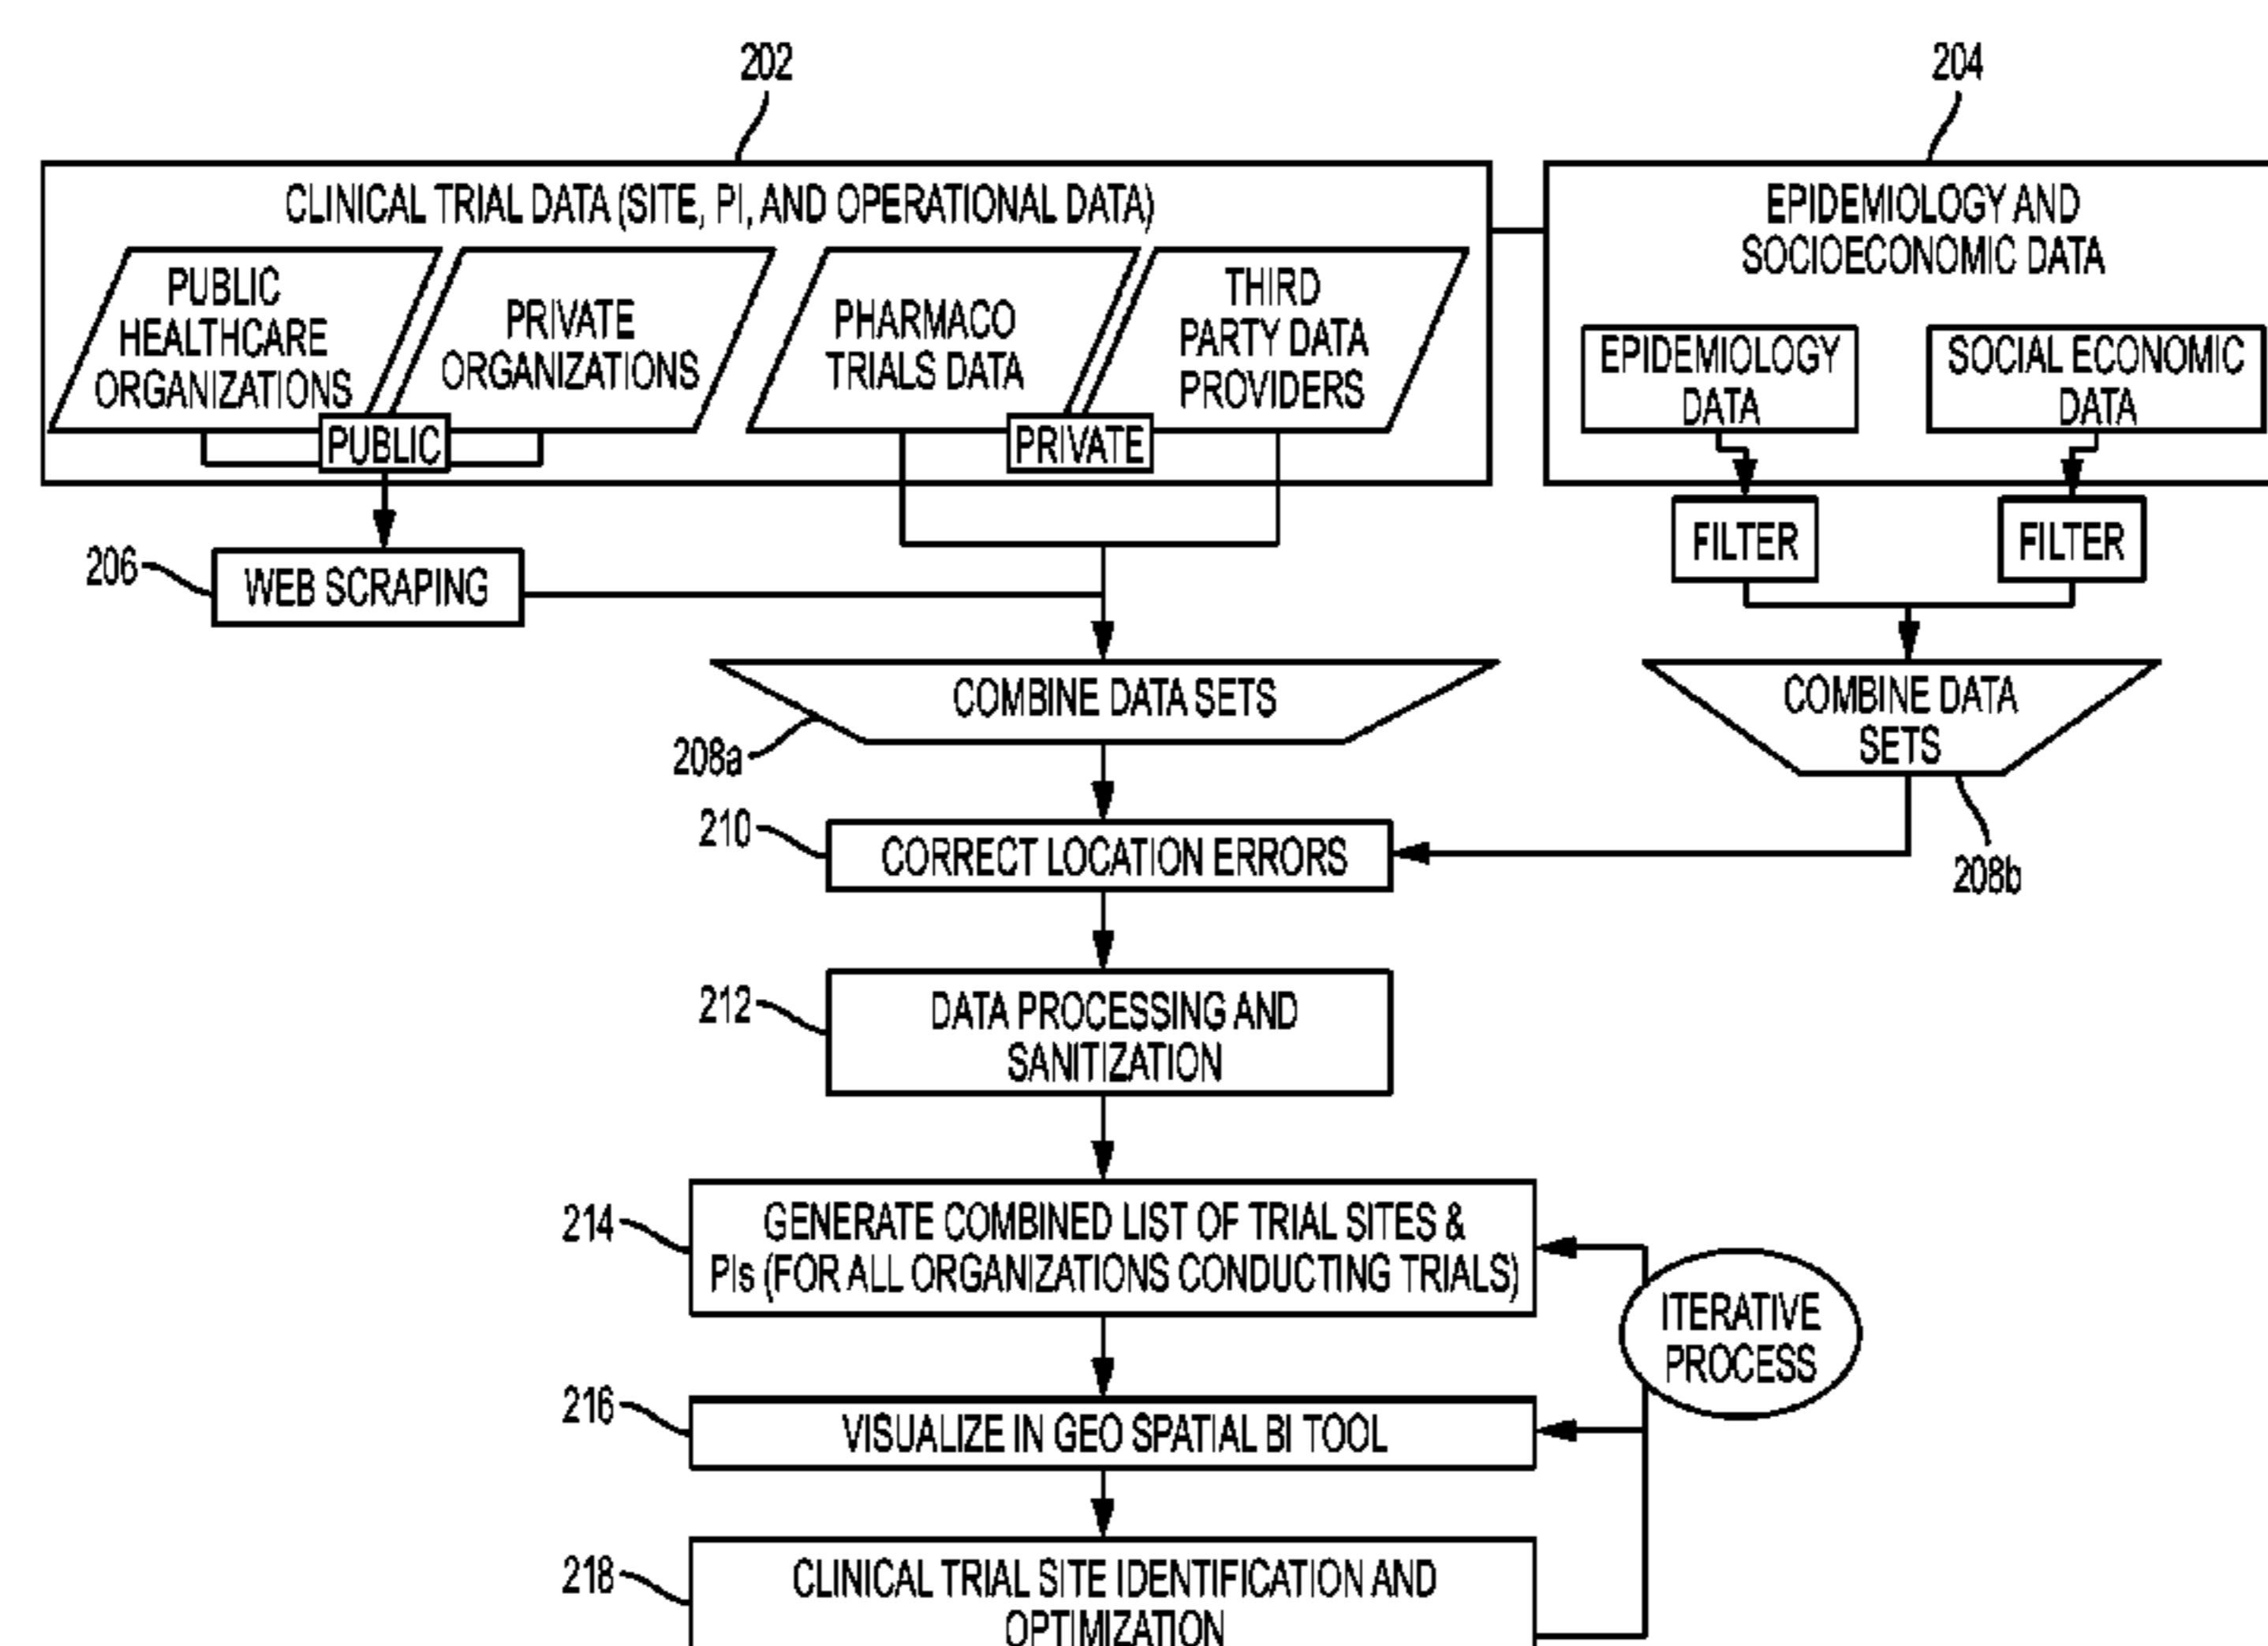 202
204
CLINICAL TRIAL DATA (SITE, PI, AND OPERATIONAL DATA)
PUBLIC
HEALTHCARE
ORGANIZATIONS
PRIVATE
ORGANIZATIONS
PHARMACO
TRIALS DATA
THIRD
PARTY DATA
PROVIDERS
PUBLIC
PRIVATE
EPIDEMIOLOGY AND
SOCIOECONOMIC DATA
EPIDEMIOLOGY
DATA
SOCIAL ECONOMIC
DATA
FILTER
FILTER
206
WEB SCRAPING
COMBINE DATA SETS
208a
COMBINE DATA
SETS
208b
210
CORRECT LOCATION ERRORS
212
DATA PROCESSING AND
SANITIZATION
214
GENERATE COMBINED LIST OF TRIAL SITES &
PIs (FOR ALL ORGANIZATIONS CONDUCTING TRIALS)
ITERATIVE
PROCESS
216
VISUALIZE IN GEO SPATIAL BI TOOL
218
CLINICAL TRIAL SITE IDENTIFICATION AND
OPTIMIZATION